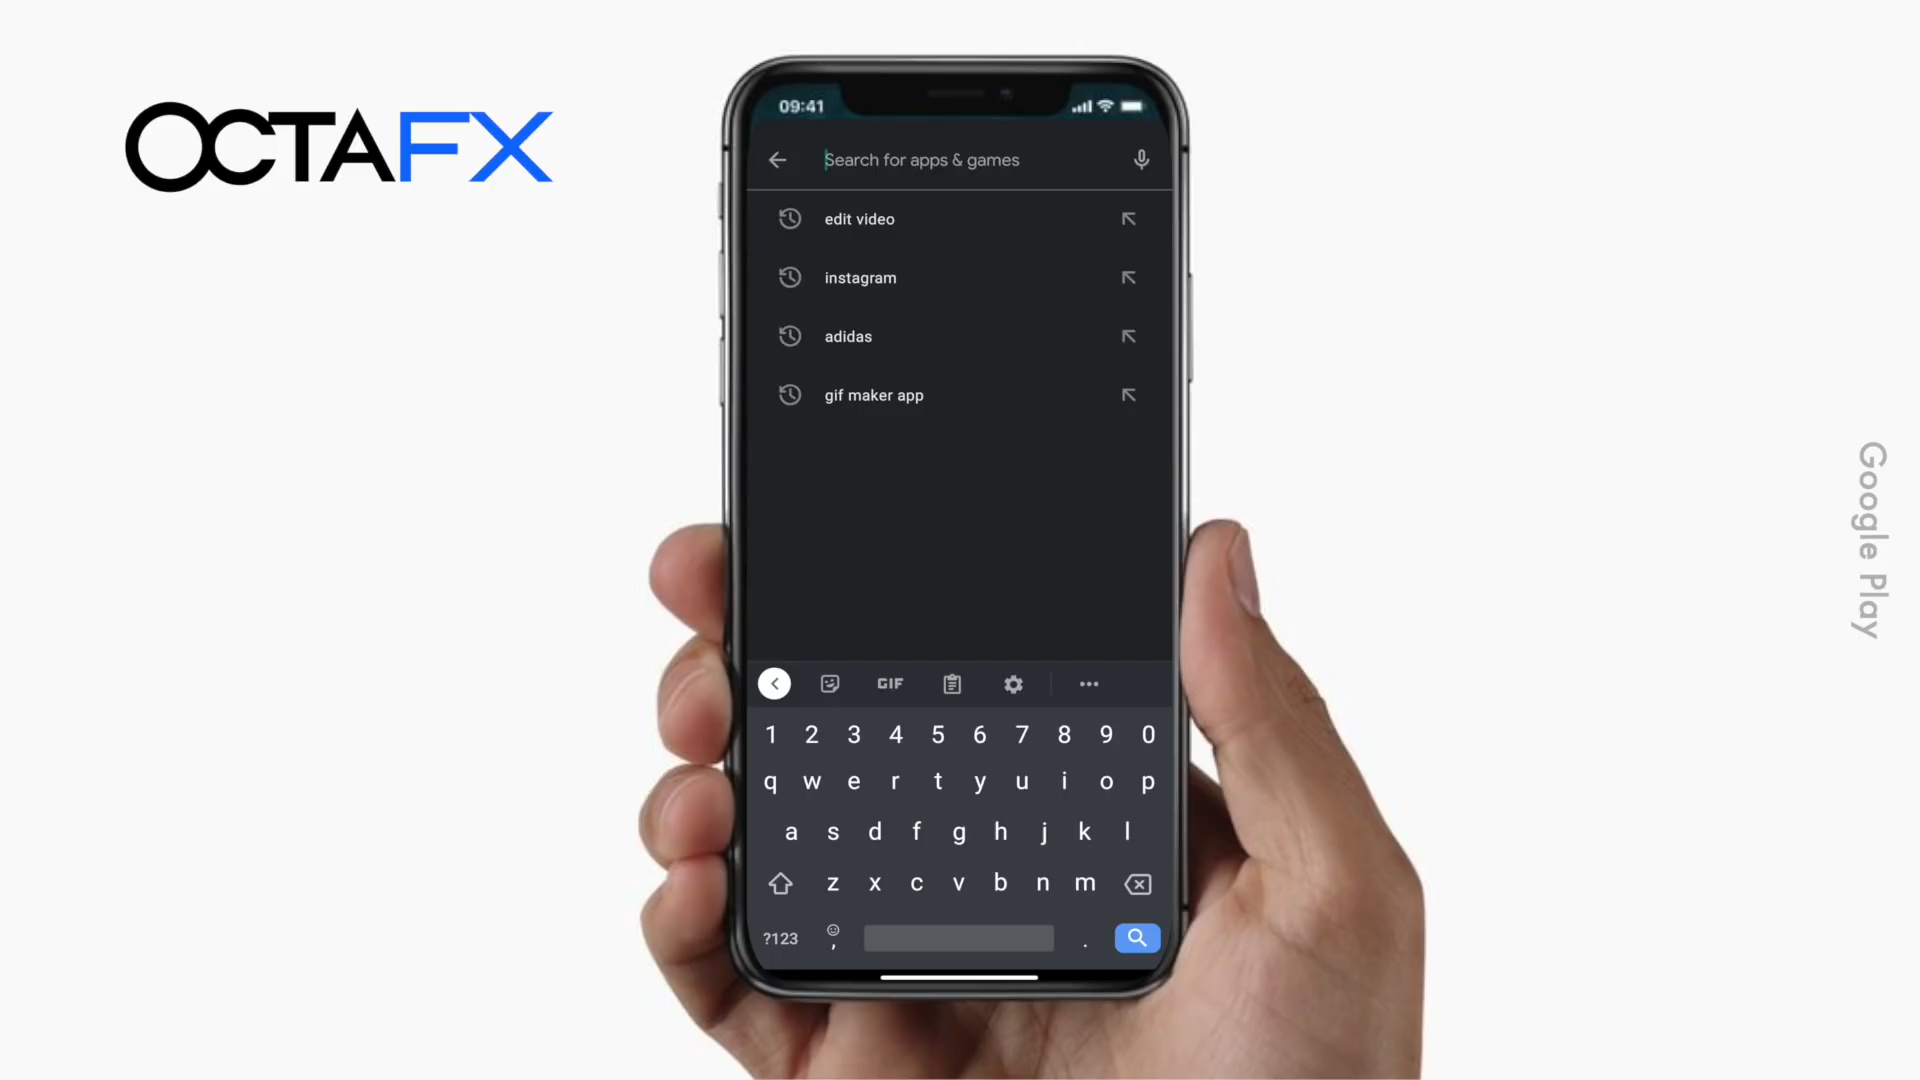 OCTAFX
09:41
Search for apps & games
edit video
instagram
adidas
gif maker app
GIF
1 2 3 4 5 6 7 8 9 0
q w e r t y u i o p
a s d f g h j k l
z x c v b n m
?123 , .
Google Play